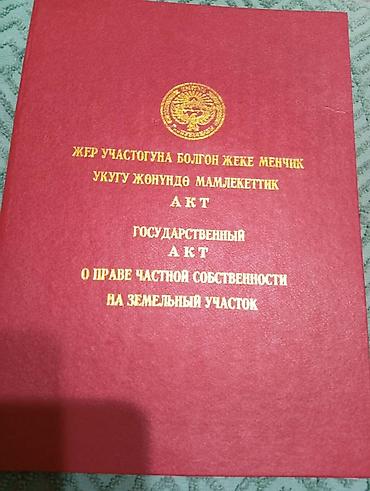 ЖЕР УЧАСТОГУНА БОЛГОН ЖЕКЕ МЕНЧИК
УКУГУ ЖӨНҮНДӨ МАМЛЕКЕТТИК
АКТ
ГОСУДАРСТВЕННЫЙ
АКТ
О ПРАВЕ ЧАСТНОЙ СОБСТВЕННОСТИ
НА ЗЕМЕЛЬНЫЙ УЧАСТОК